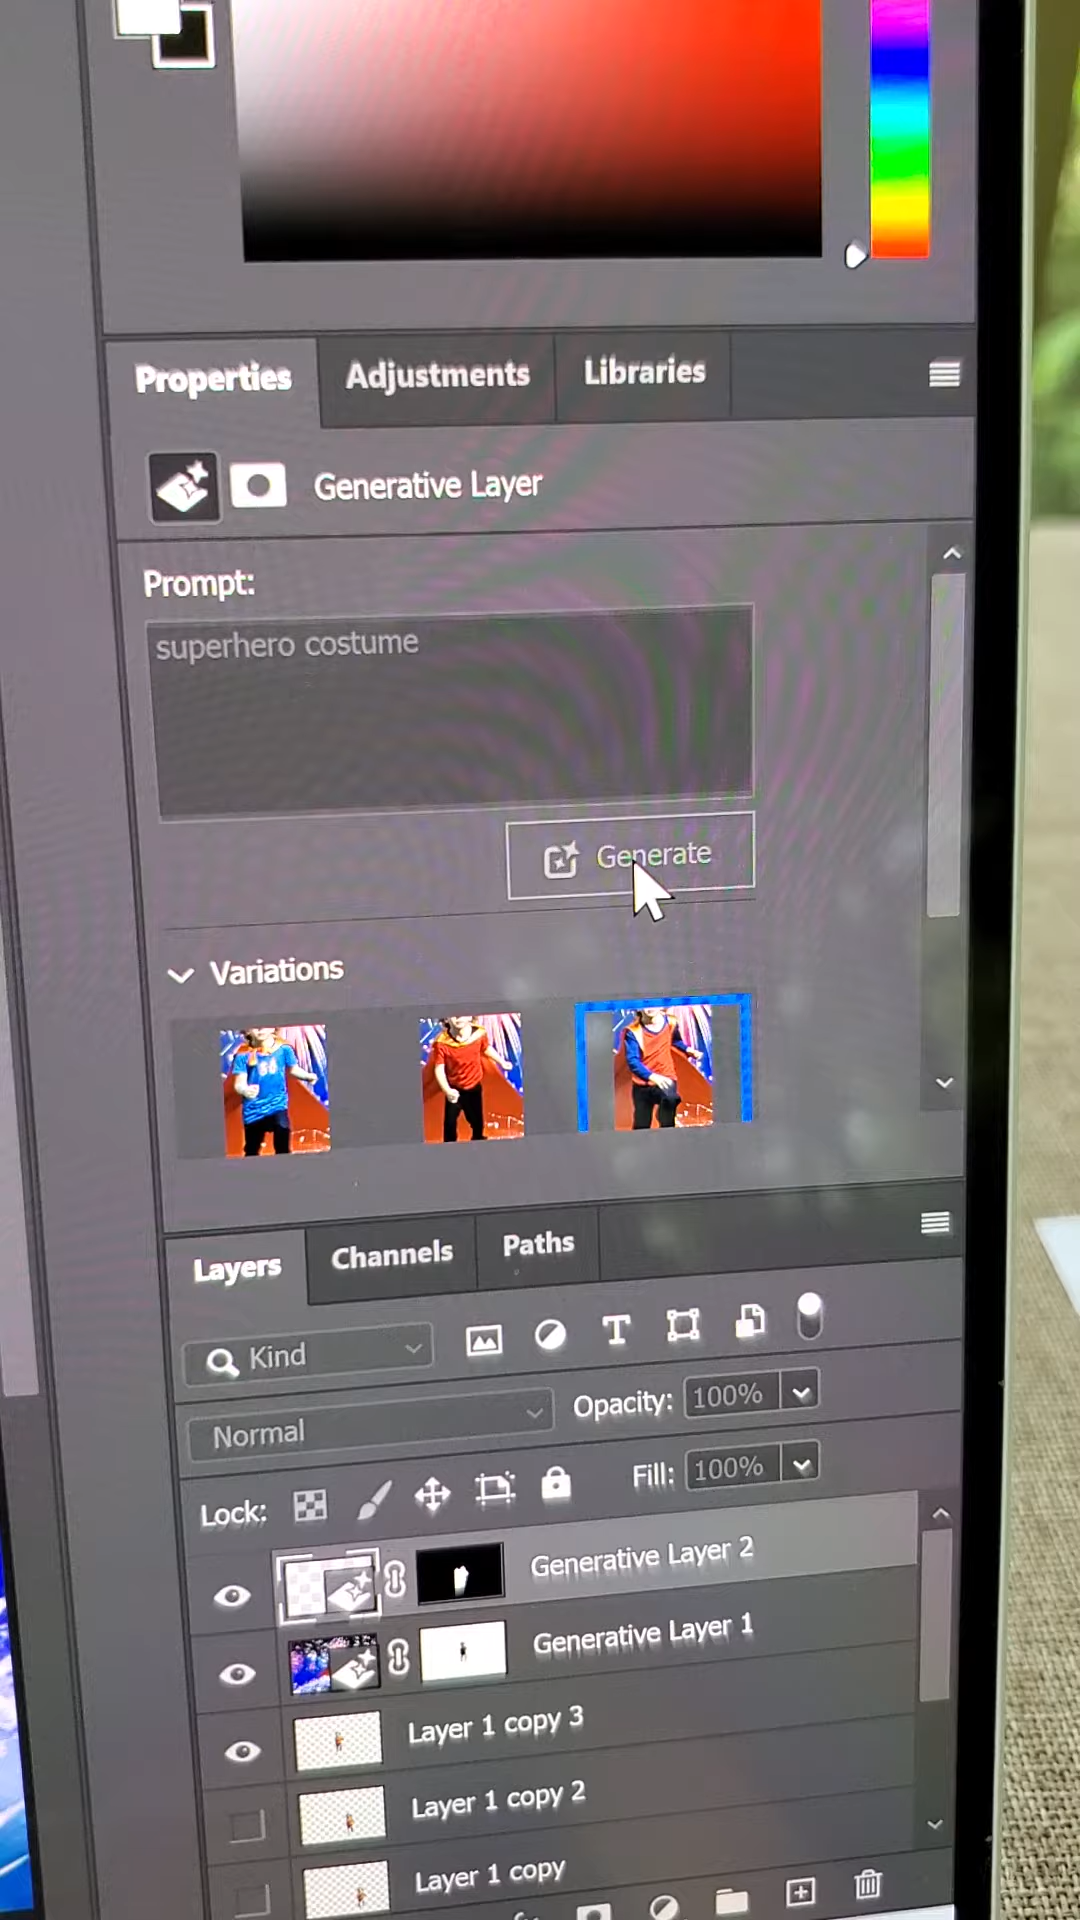 Properties
Adjustments
Libraries
Generative Layer
Prompt:
superhero costume
Generate
Variations
Layers
Channels
Paths
Kind
T
Normal
Opacity:
100%
Lock:
Fill:
100%
Generative Layer 2
Generative Layer 1
Layer 1 copy 3
Layer 1 copy 2
Layer 1 copy